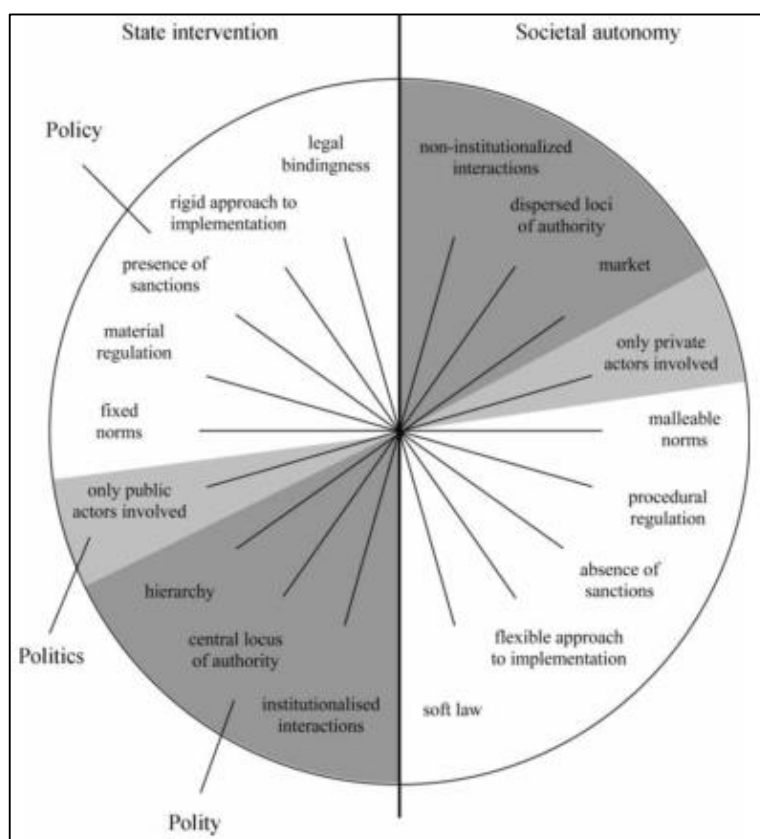 State intervention
Societal autonomy
Policy
legal
bindingness
rigid approach to
implementation
presence of
sanctions
material
regulation
fixed
norms
only public
actors involved
hierarchy
central locus
of authority
institutionalised
interactions
Politics
Polity
non-institutionalized
interactions
dispersed loci
of authority
market
only private
actors involved
malleable
norms
procedural
regulation
absence of
sanctions
flexible approach
to implementation
soft law